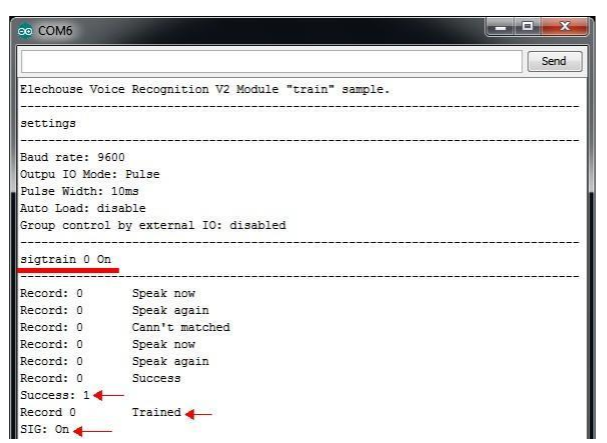 COM6
Send
Elechouse Voice Recognition V2 Module "train" sample.
settings
Baud rate: 9600
Outpu IO Mode: Pulse
Pulse Width: 10ms
Auto Load: disable
Group control by external IO: disabled
sigtrain 0 On
Record: 0 Speak now
Record: 0 Speak again
Record: 0 Cann't matched
Record: 0 Speak now
Record: 0 Speak again
Record: 0 Success
Success: 1
Record 0 Trained
SIG: On